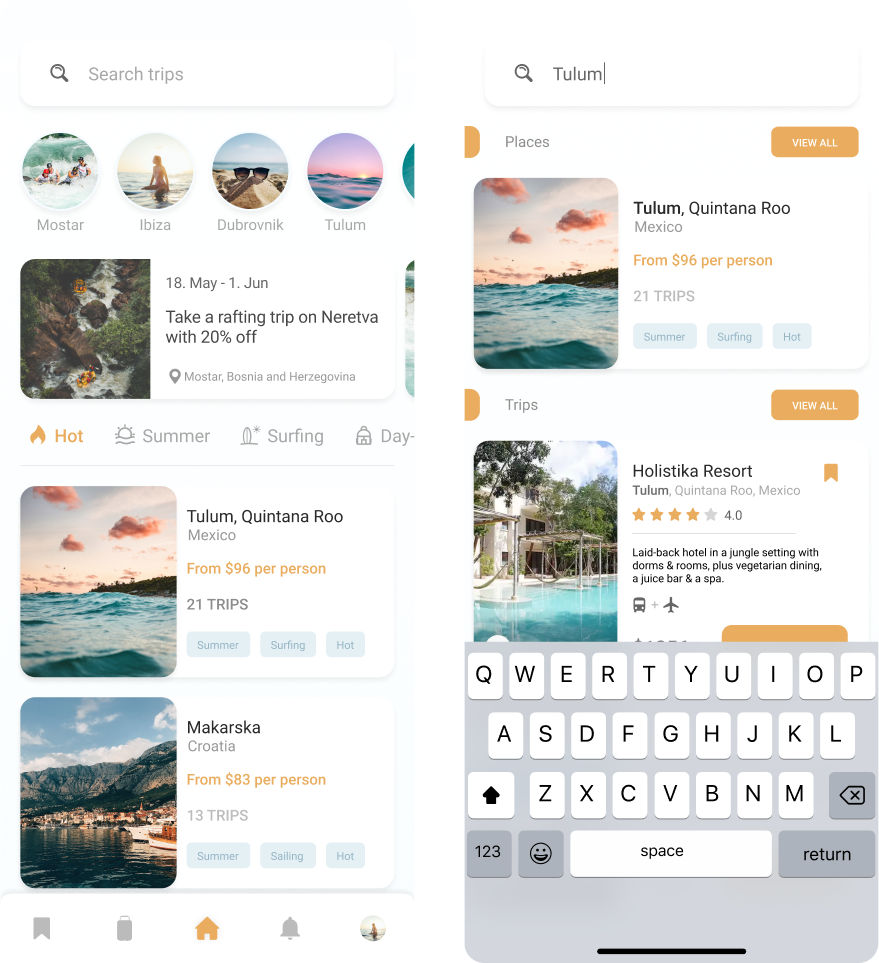 Search trips
Mostar
Ibiza
Dubrovnik
Tulum
18. May - 1. Jun
Take a rafting trip on Neretva
with 20% off
Mostar, Bosnia and Herzegovina
Hot
Summer
Surfing
Day-
Tulum, Quintana Roo
Mexico
From $96 per person
21 TRIPS
Summer
Surfing
Hot
Makarska
Croatia
From $83 per person
13 TRIPS
Summer
Sailing
Hot
Tulum
Places
VIEW ALL
Tulum, Quintana Roo
Mexico
From $96 per person
21 TRIPS
Summer
Surfing
Hot
Trips
VIEW ALL
Holistika Resort
Tulum, Quintana Roo, Mexico
4.0
Laid-back hotel in a jungle setting with
dorms & rooms, plus vegetarian dining,
a juice bar & a spa.
+
Q W E R T Y U I O P
A S D F G H J K L
Z X C V B N M
123 space return